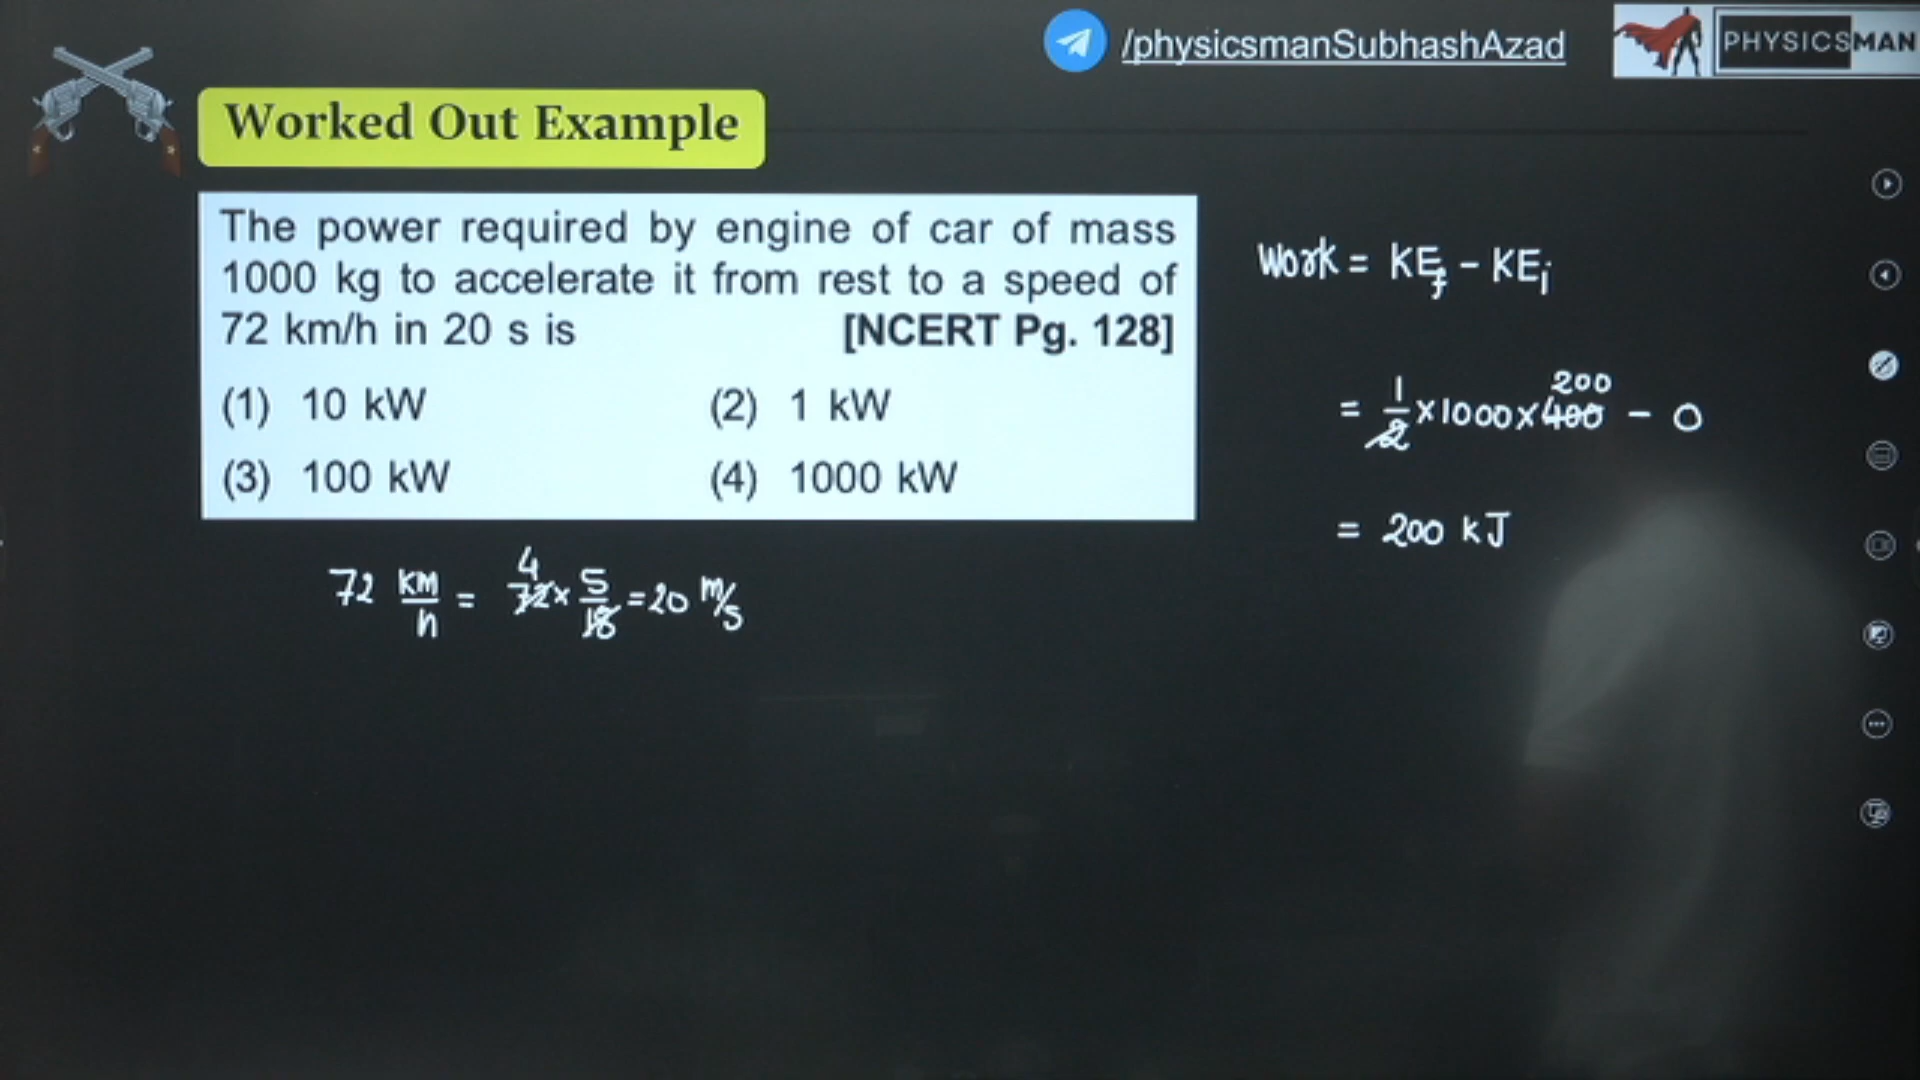 /physicsmanSubhashAzad
PHYSICSMAN
Worked Out Example
The power required by engine of car of mass
1000 kg to accelerate it from rest to a speed of
72 km/h in 20 s is [NCERT Pg. 128]
(1) 10 kW (2) 1 kW
(3) 100 kW (4) 1000 kW
72 km/h = 4 72 × 5/18 = 20 m/s
Work = KEf - KEi
= 1/2 × 1000 × 400 200 - 0
= 200 kJ